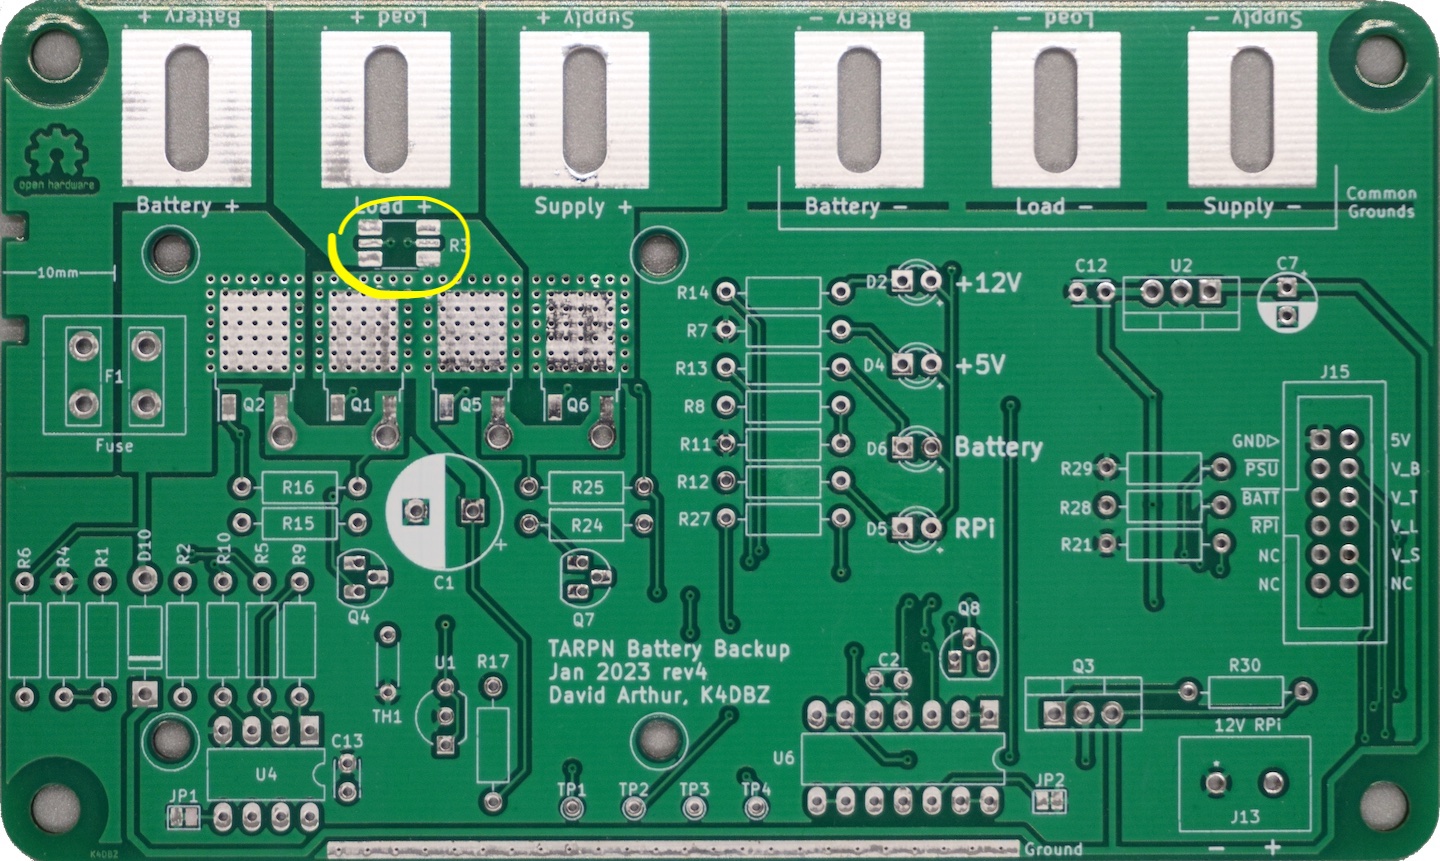 Battery +
Load +
Supply +
Battery -
Load -
Supply -
open hardware
Battery +
Load +
Supply +
Battery -
Load -
Supply -
Common
Grounds
R3
10mm
F1
Fuse
Q2
Q1
Q5
Q6
R14
R7
R13
R8
R11
R12
R27
D2
+12V
D4
+5V
D6
Battery
D5
RPi
C12
U2
C7
J15
GND
PSU
BATT
RPI
NC
NC
5V
V_B
V_T
V_L
V_S
NC
R29
R28
R21
R16
R15
R25
R24
C1
+
R6
R4
R1
D10
R2
R10
R5
R9
Q4
Q7
TARPN Battery Backup
Jan 2023 rev4
David Arthur, K4DBZ
TH1
U1
R17
C2
Q8
Q3
R30
12V RPi
U4
C13
U6
JP1
TP1
TP2
TP3
TP4
JP2
J13
- +
K4DBZ
Ground